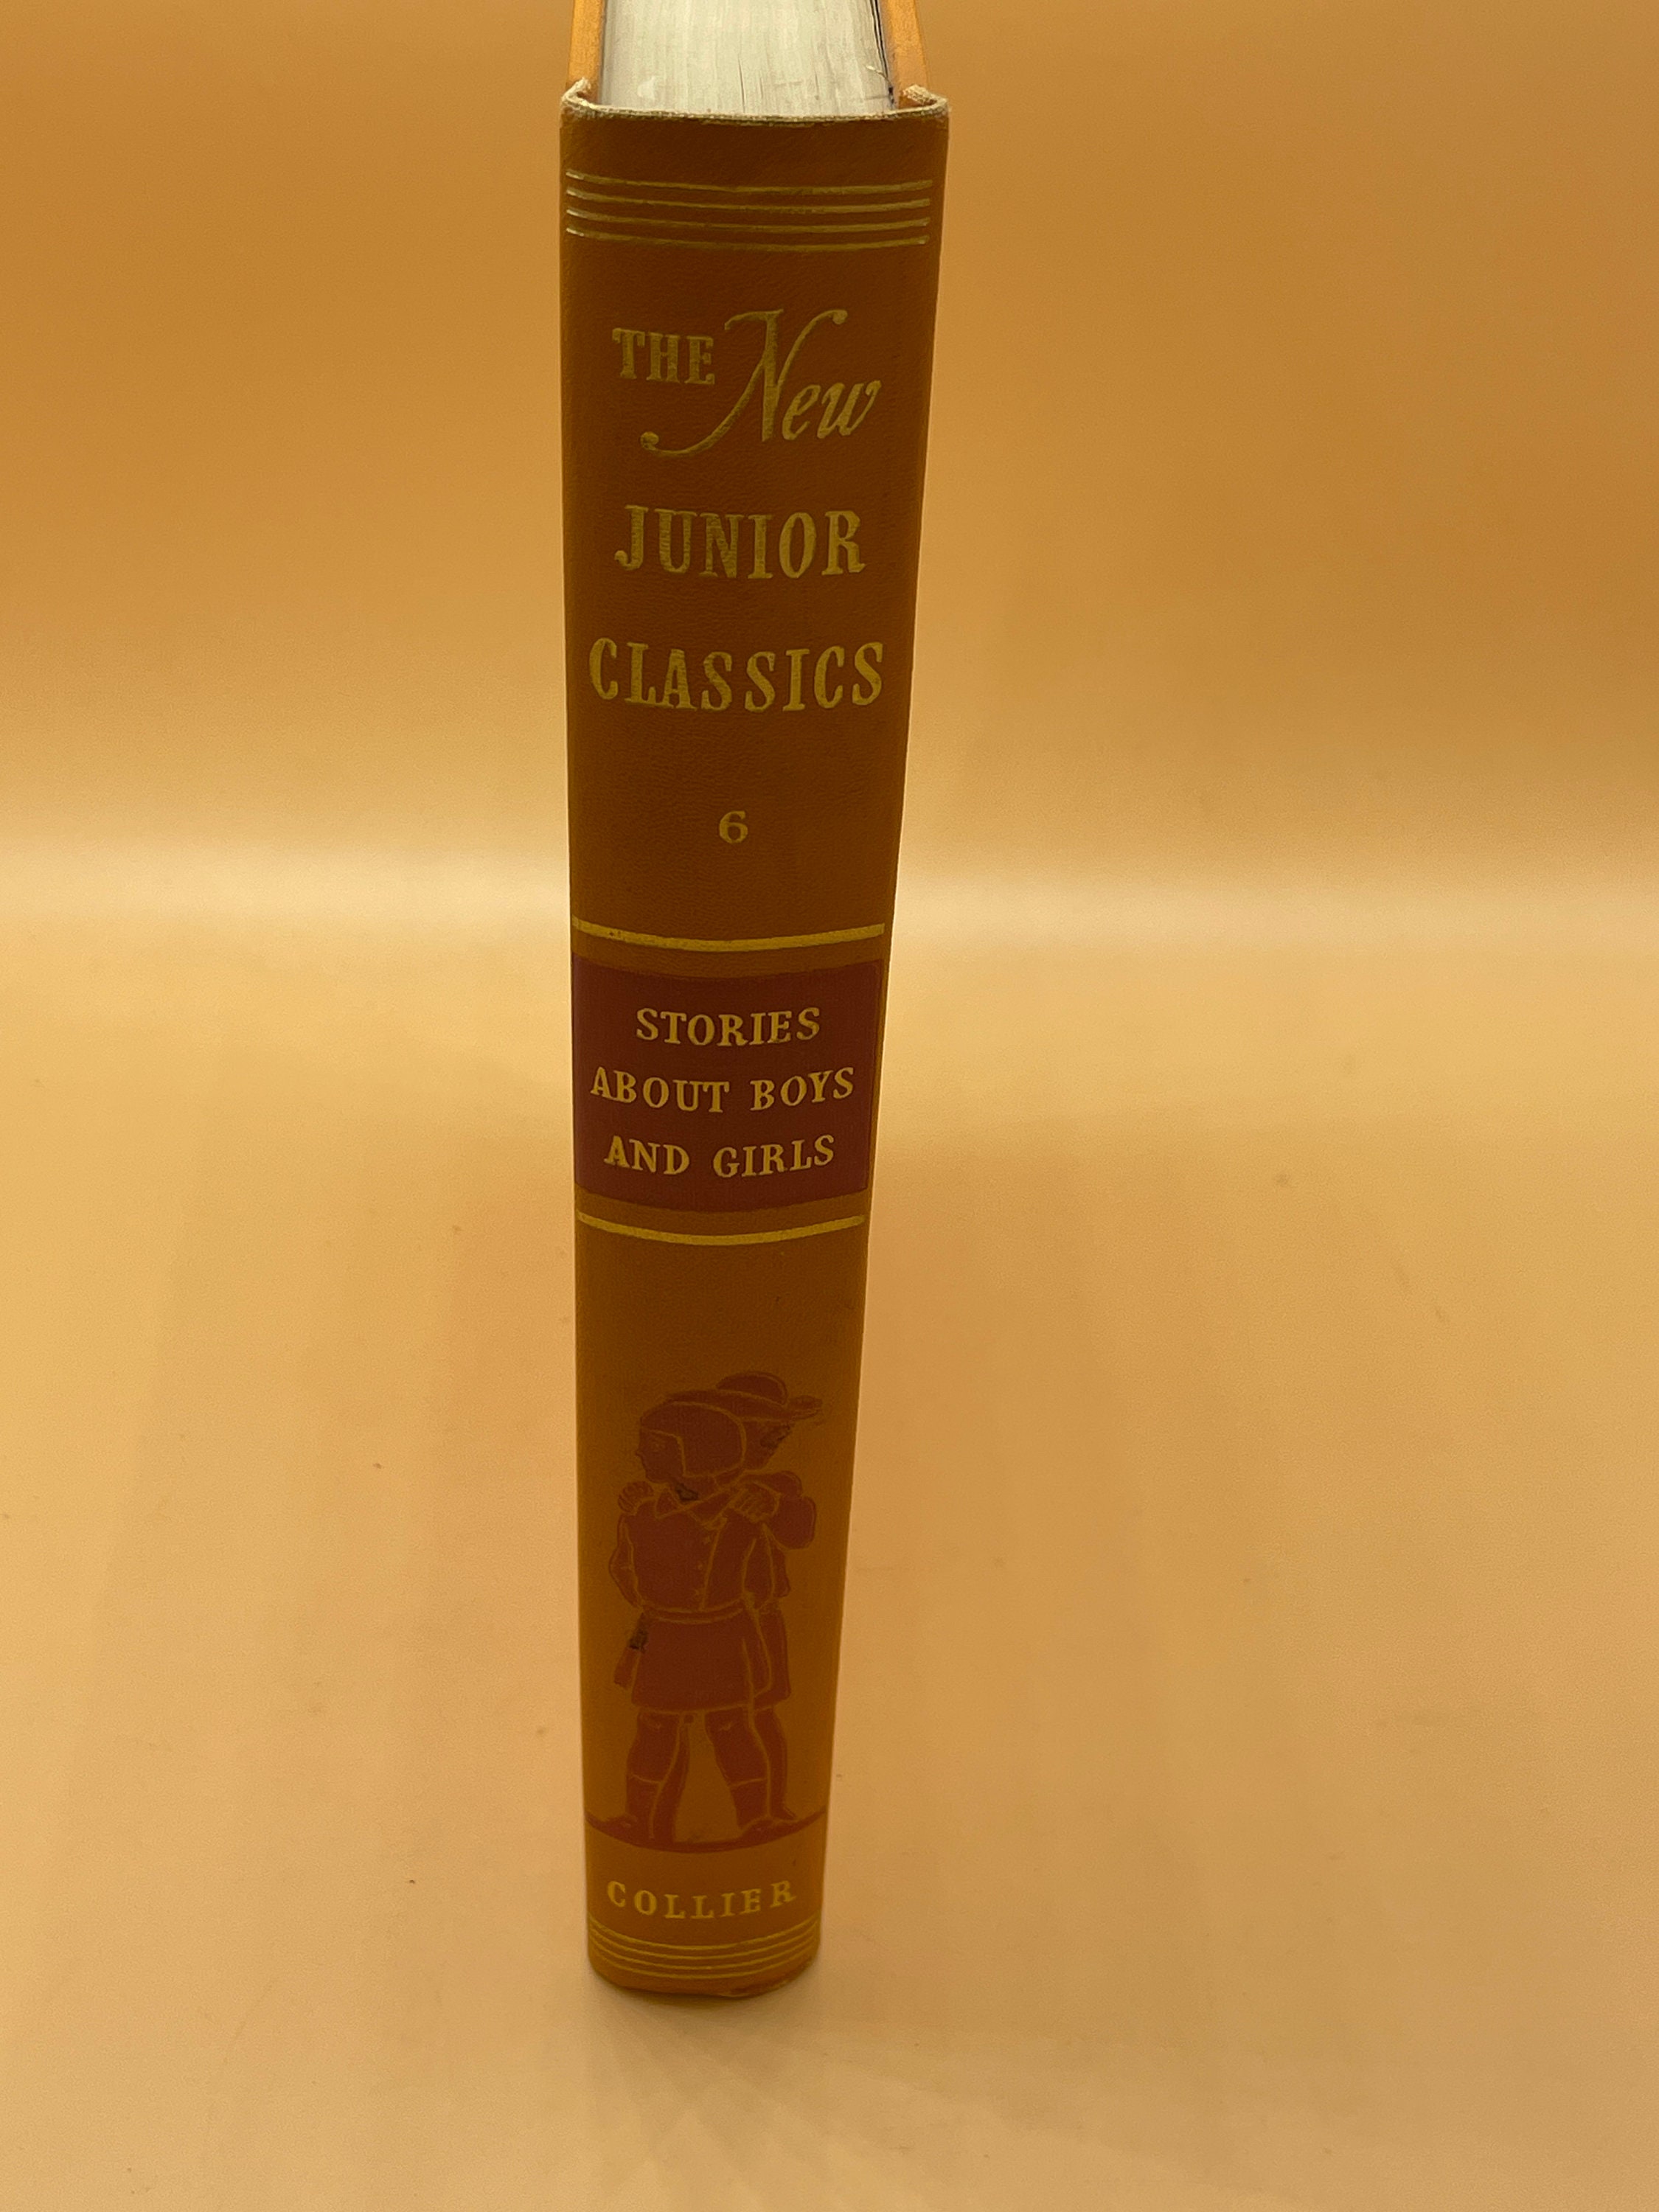 THE New
JUNIOR
CLASSICS
6
STORIES
ABOUT BOYS
AND GIRLS
COLLIER